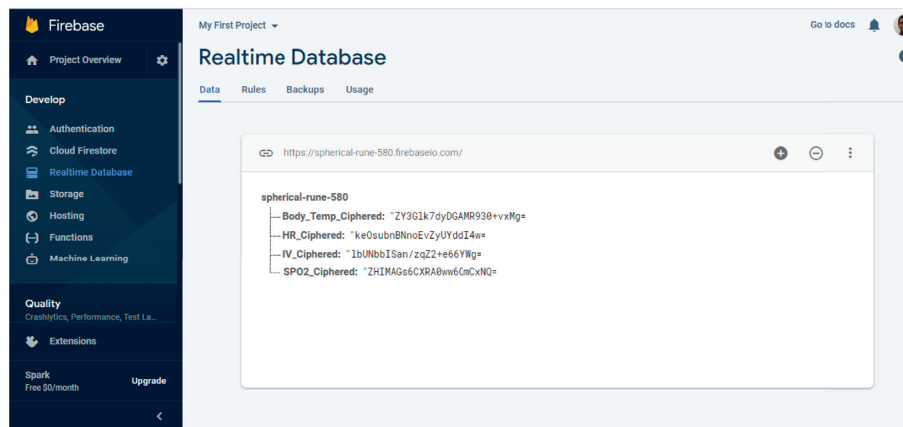 Firebase
Project Overview
Develop
Authentication
Cloud Firestore
Realtime Database
Storage
Hosting
Functions
Machine Learning
Quality
Crashlytics, Performance, Test La...
Extensions
Spark
Free $0/month
Upgrade
My First Project
Go to docs
Realtime Database
Data Rules Backups Usage
https://spherical-rune-580.firebaseio.com/
spherical-rune-580
Body_Temp_Ciphered: "ZY3Glk7dyDGAMR930+vxMg=
HR_Ciphered: "keOsubnBNnoEvZyUYddI4w=
IV_Ciphered: "lbUNbbISan/zqZ2+e66YWg=
SPO2_Ciphered: "ZHIMAGs6CXRA0ww6CmCxNQ=